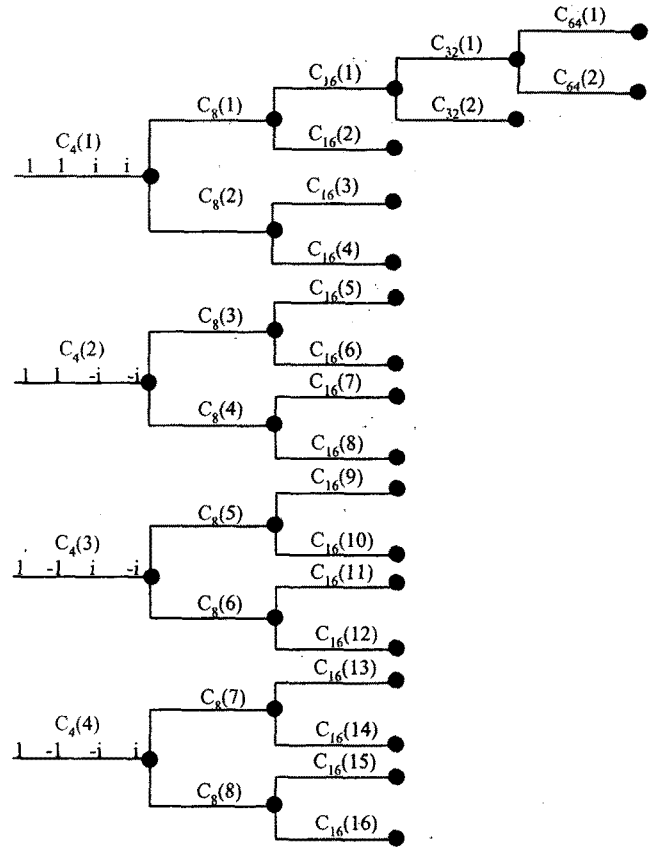 C64(1)
C32(1)
C16(1)
C64(2)
C8(1)
C32(2)
C4(1)
C16(2)
1 1 i i
C8(2)
C16(3)
C16(4)
C16(5)
C8(3)
C4(2)
C16(6)
1 1 -i -i
C16(7)
C8(4)
C16(8)
C16(9)
C8(5)
C4(3)
C16(10)
1 -1 i -i
C16(11)
C8(6)
C16(12)
C16(13)
C8(7)
C4(4)
C16(14)
1 -1 -i i
C16(15)
C8(8)
C16(16)